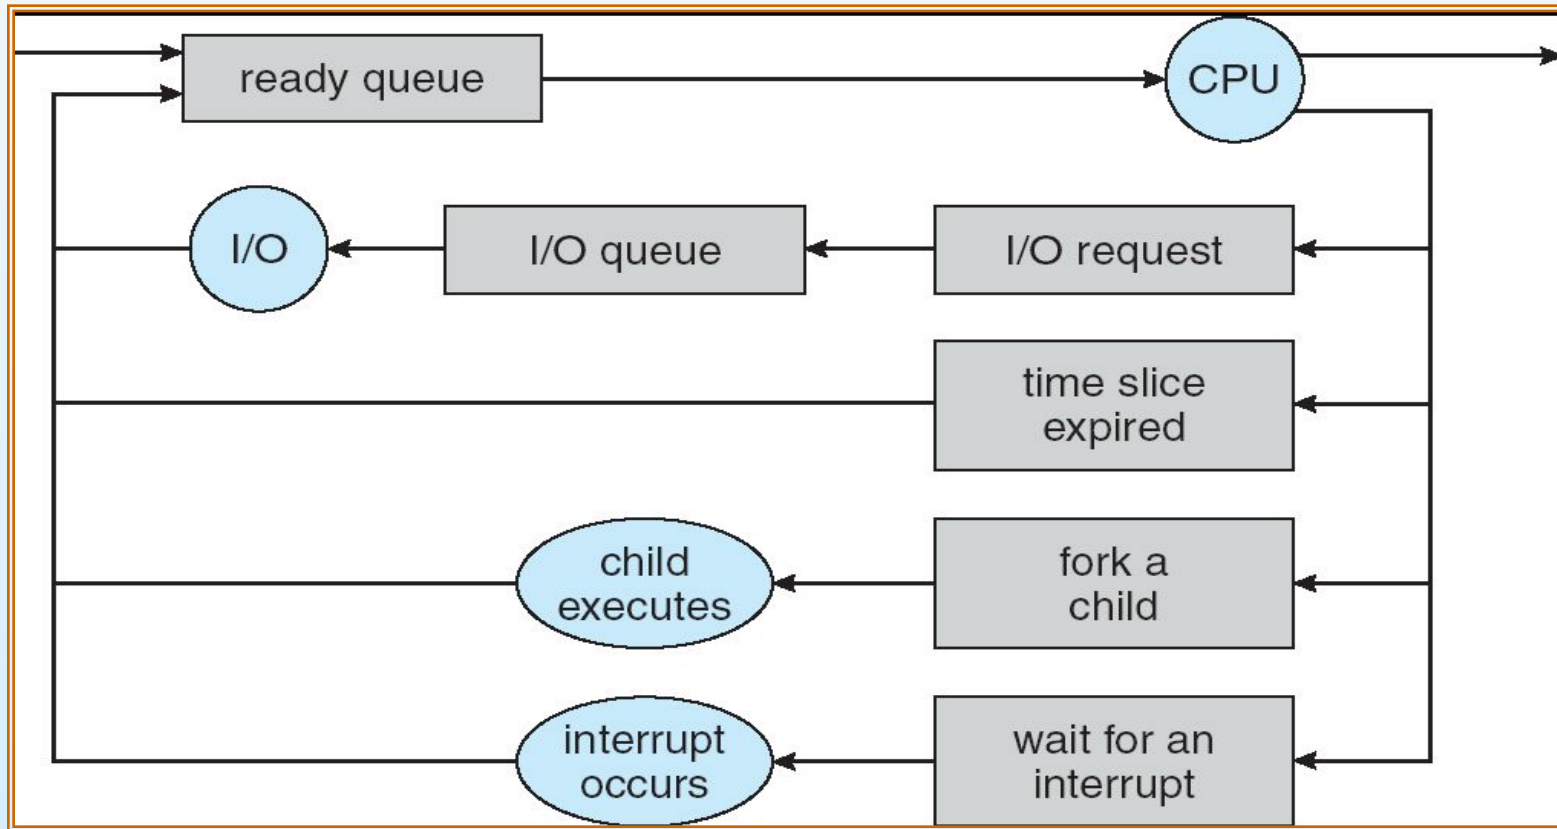 ready queue
CPU
I/O
I/O queue
I/O request
time slice
expired
child
executes
fork a
child
interrupt
occurs
wait for an
interrupt